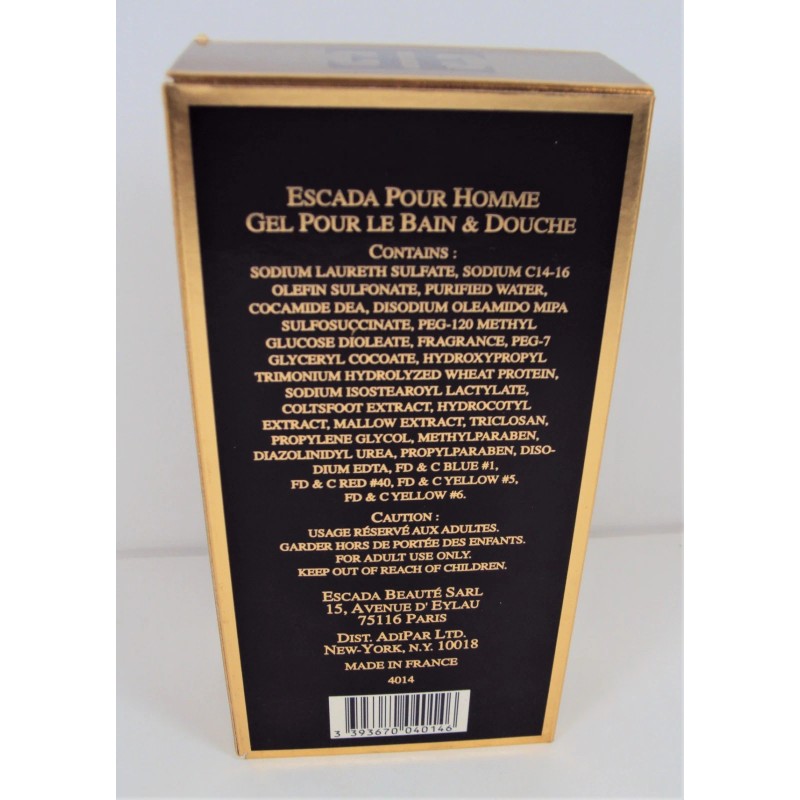 ESCADA POUR HOMME
GEL POUR LE BAIN & DOUCHE
CONTAINS :
SODIUM LAURETH SULFATE, SODIUM C14-16
OLEFIN SULFONATE, PURIFIED WATER,
COCAMIDE DEA, DISODIUM OLEAMIDO MIPA
SULFOSUCCINATE, PEG-120 METHYL
GLUCOSE DIOLEATE, FRAGRANCE, PEG-7
GLYCERYL COCOATE, HYDROXYPROPYL
TRIMONIUM HYDROLYZED WHEAT PROTEIN,
SODIUM ISOSTEAROYL LACTYLATE,
COLTSFOOT EXTRACT, HYDROCOTYL
EXTRACT, MALLOW EXTRACT, TRICLOSAN,
PROPYLENE GLYCOL, METHYLPARABEN,
DIAZOLINIDYL UREA, PROPYLPARABEN, DISO-
DIUM EDTA, FD & C BLUE #1,
FD & C RED #40, FD & C YELLOW #5,
FD & C YELLOW #6.
CAUTION :
USAGE RÉSERVÉ AUX ADULTES.
GARDER HORS DE PORTÉE DES ENFANTS.
FOR ADULT USE ONLY.
KEEP OUT OF REACH OF CHILDREN.
ESCADA BEAUTÉ SARL
15, AVENUE D'EYLAU
75116 PARIS
DIST. ADIPAR LTD.
NEW-YORK, N.Y. 10018
MADE IN FRANCE
4014
3 393670 040146